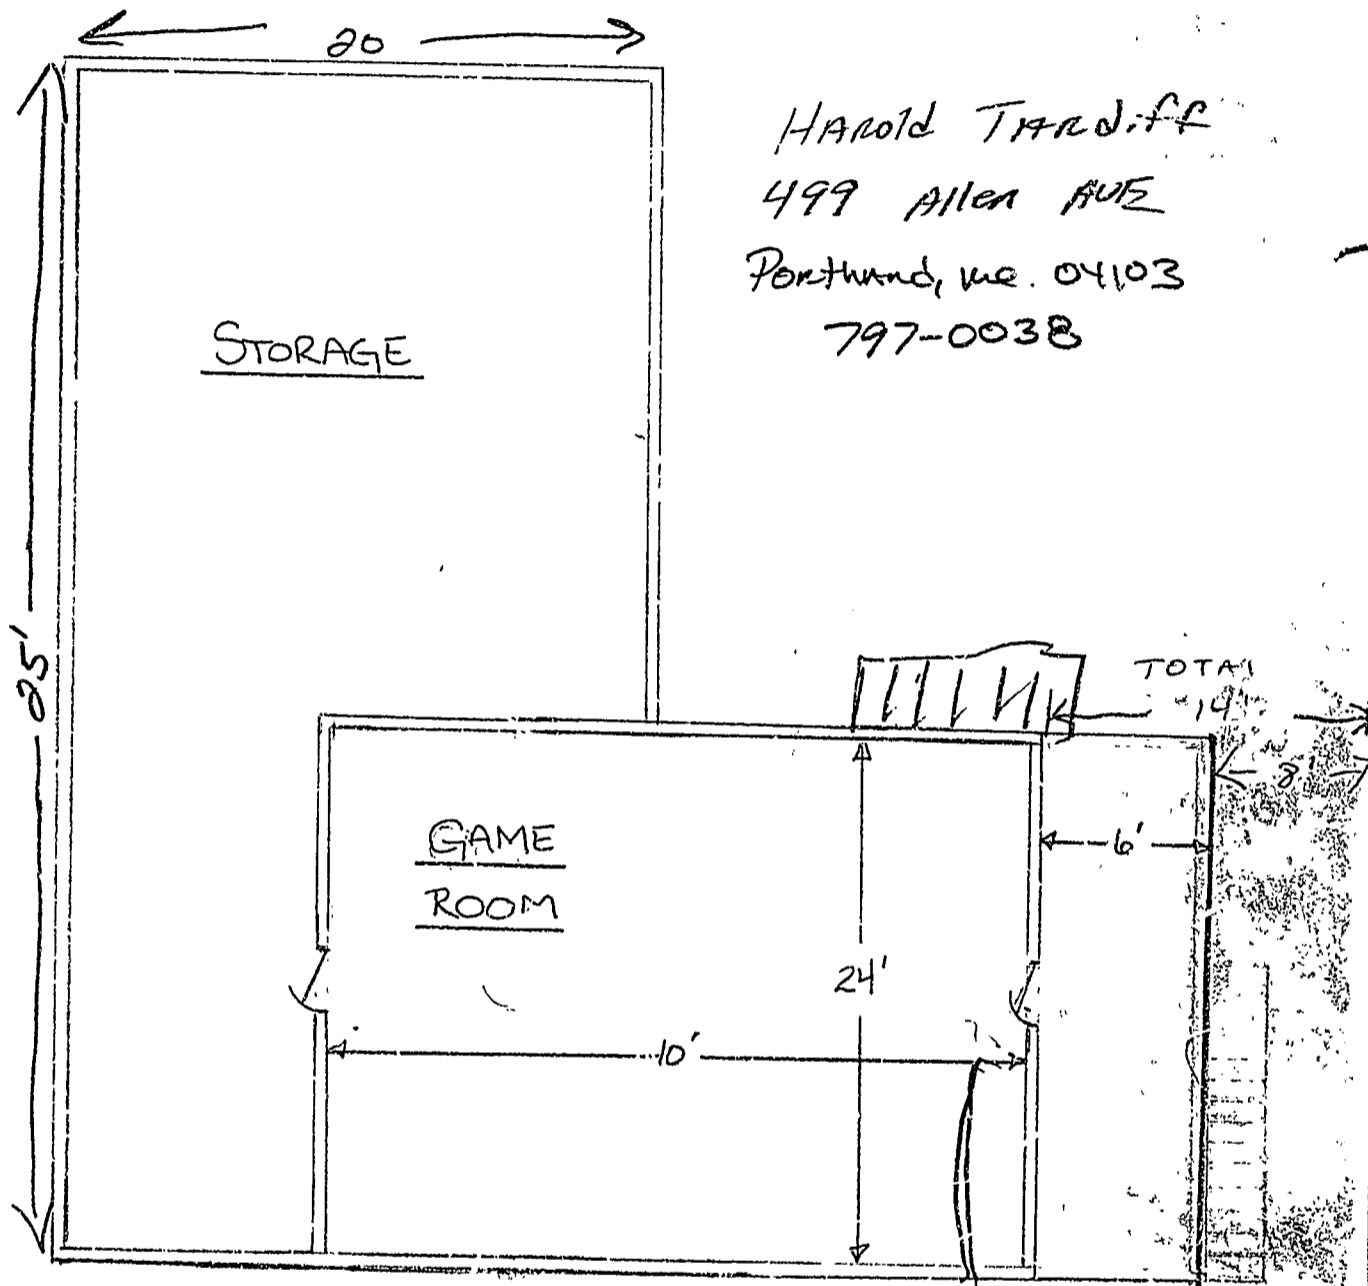 20
HAROld TARdiff
499 Allen AVE
Portland, me. 04103
797-0038
STORAGE
25'
TOTAl
14'
8'
6'
GAME
ROOM
24'
10'